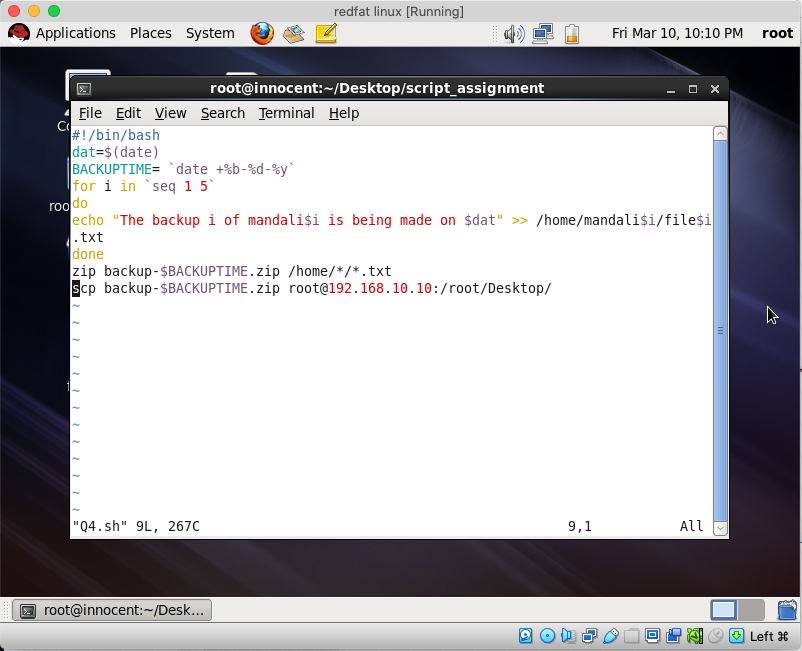 redfat linux [Running]
Applications Places System Fri Mar 10, 10:10 PM root
root@innocent:~/Desktop/script_assignment
File Edit View Search Terminal Help
#!/bin/bash
dat=$(date)
BACKUPTIME= `date +%b-%d-%y`
for i in `seq 1 5`
do
echo "The backup i of mandali$i is being made on $dat" >> /home/mandali$i/file$i
.txt
done
zip backup-$BACKUPTIME.zip /home/*/*.txt
scp backup-$BACKUPTIME.zip root@192.168.10.10:/root/Desktop/
~
~
~
~
~
~
~
~
~
~
~
~
~
"Q4.sh" 9L, 267C 9,1 All
root@innocent:~/Desk...
Left ⌘